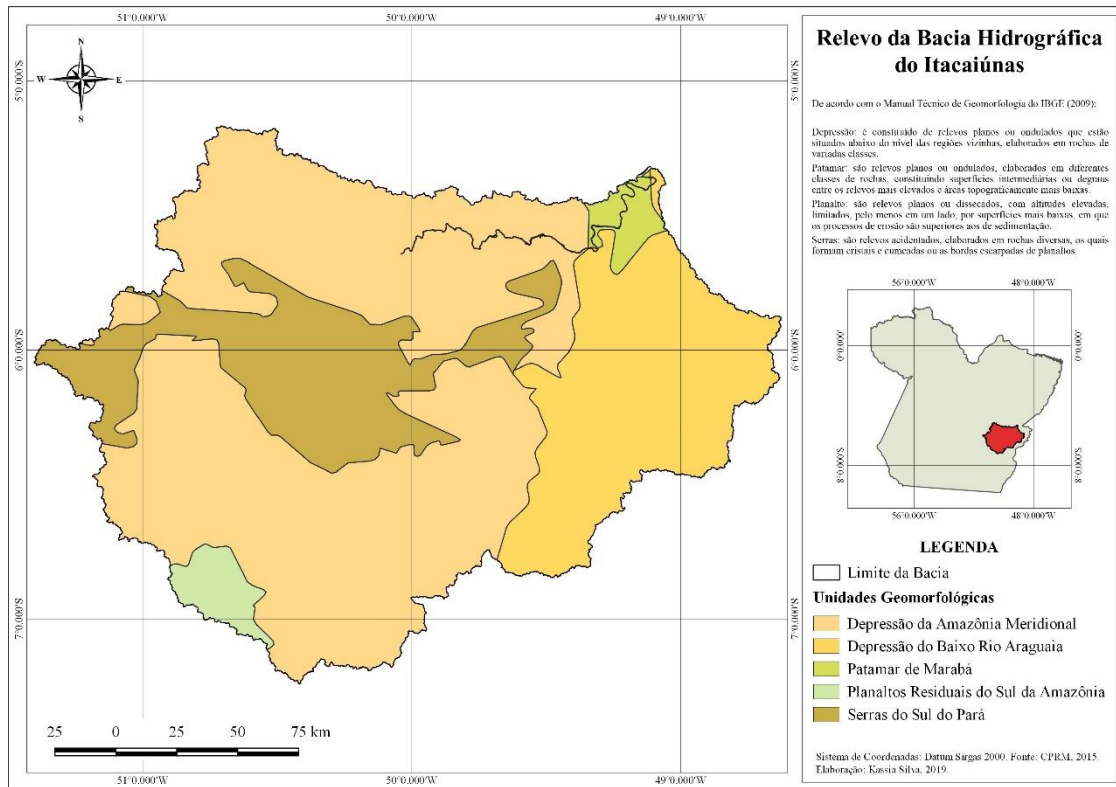 51°0.000'W 50°0.000'W 49°0.000'W
N
W E
S
5°0.000'S 5°0.000'S
6°0.000'S 6°0.000'S
7°0.000'S 7°0.000'S
25 0 25 50 75 km
51°0.000'W 50°0.000'W 49°0.000'W
Relevo da Bacia Hidrográfica
do Itacaiúnas
De acordo com o Manual Técnico de Geomorfologia do IBGE (2009):
Depressão: é constituído de relevos planos ou ondulados que estão
situados abaixo do nível das regiões vizinhas, elaborados em rochas de
variadas classes.
Patamar: são relevos planos ou ondulados, elaborados em diferentes
classes de rochas, constituindo superfícies intermediárias ou degraus
entre os relevos mais elevados e áreas topograficamente mais baixas.
Planalto: são relevos planos ou dissecados, com altitudes elevadas,
limitados, pelo menos em um lado, por superfícies mais baixas, em que
os processos de erosão são superiores aos de sedimentação.
Serras: são relevos acidentados, elaborados em rochas diversas, os quais
formam cristais e cumeadas ou as bordas escarpadas de planaltos
56°0.000'W 48°0.000'W
0°0.000' 0°0.000'
8°0.000'S 8°0.000'S
56°0.000'W 48°0.000'W
LEGENDA
Limite da Bacia
Unidades Geomorfológicas
Depressão da Amazônia Meridional
Depressão do Baixo Rio Araguaia
Patamar de Marabá
Planaltos Residuais do Sul da Amazônia
Serras do Sul do Pará
Sistema de Coordenadas: Datum Sirgas 2000. Fonte: CPRM, 2015.
Elaboração: Kassia Silva, 2019.